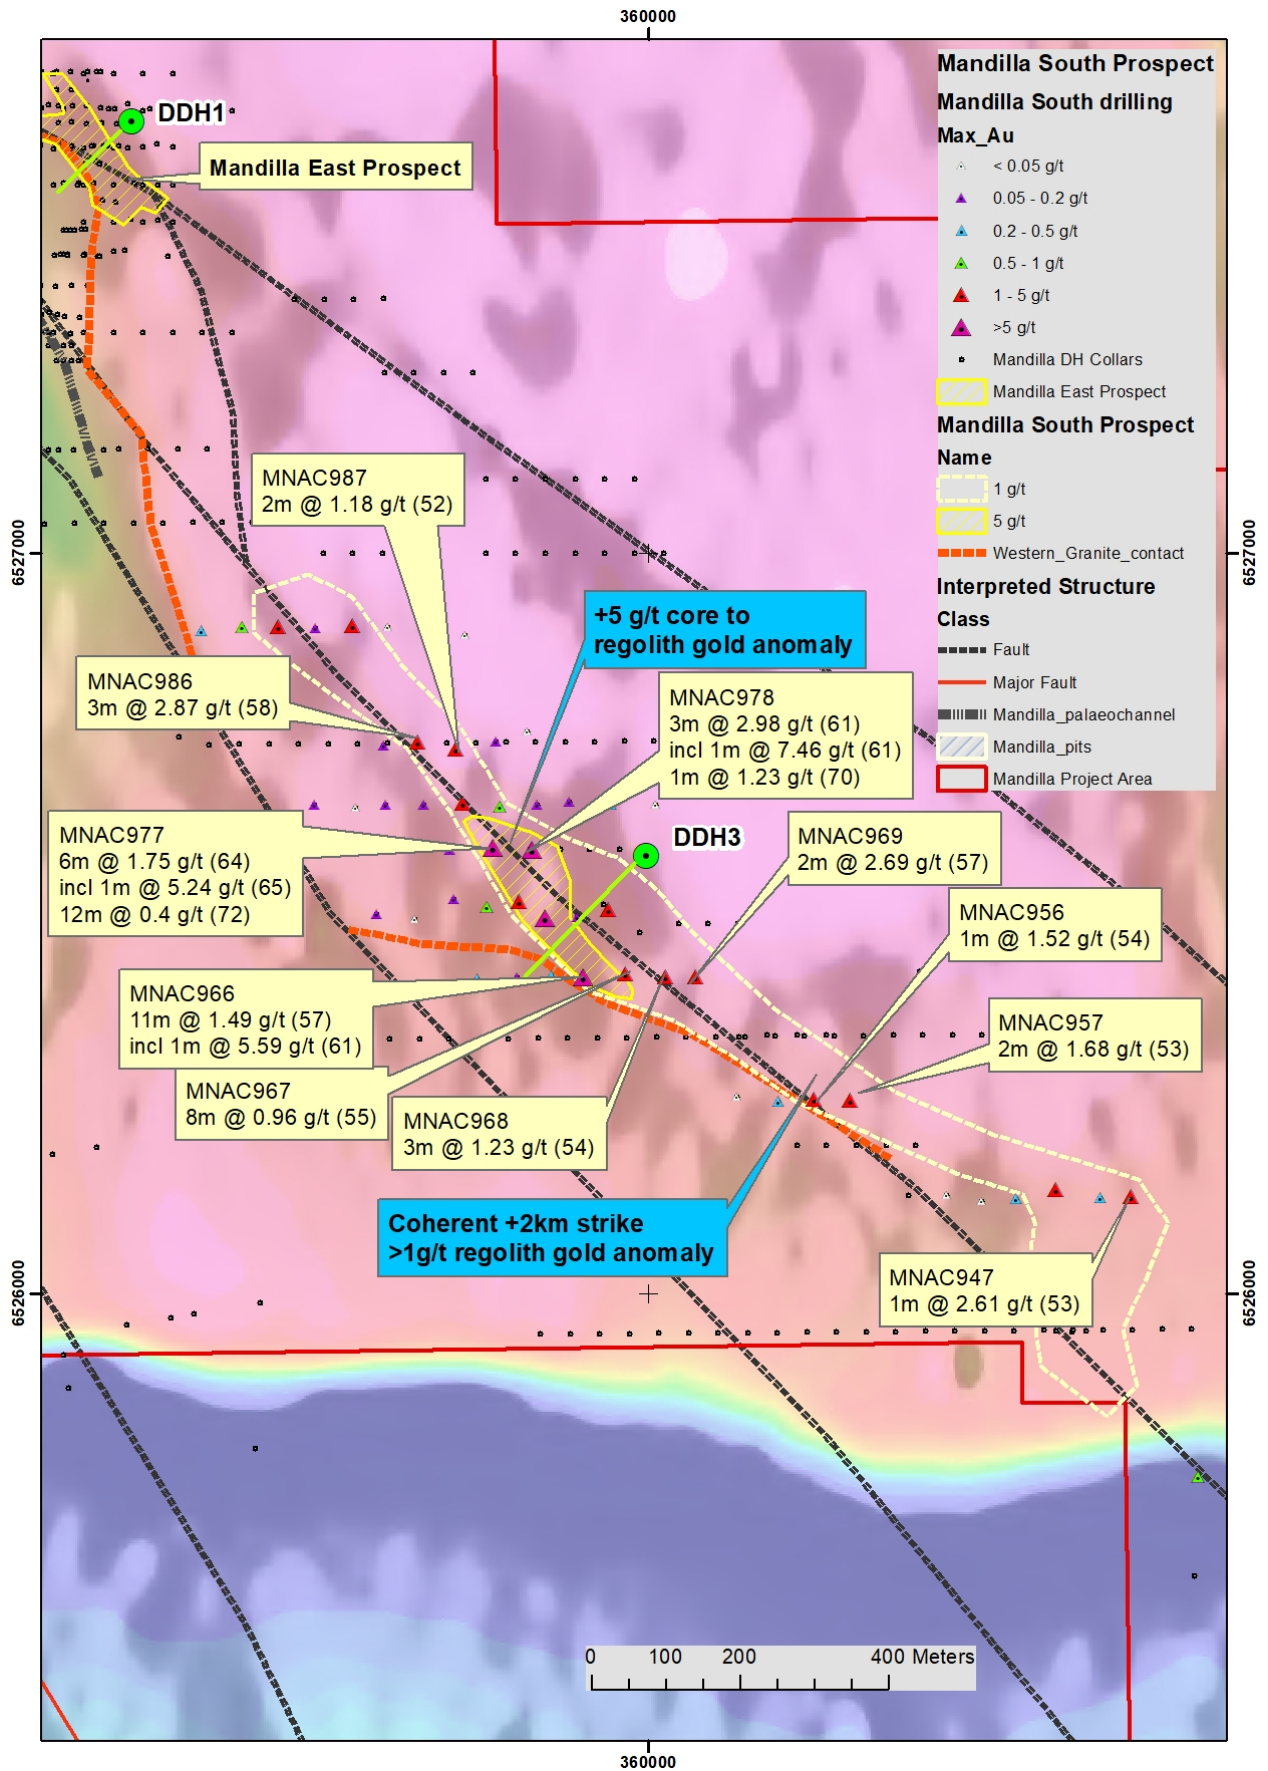 360000
DDH1
Mandilla East Prospect
Mandilla South Prospect
Mandilla South drilling
Max_Au
< 0.05 g/t
0.05 - 0.2 g/t
0.2 - 0.5 g/t
0.5 - 1 g/t
1 - 5 g/t
>5 g/t
Mandilla DH Collars
Mandilla East Prospect
Mandilla South Prospect
Name
1 g/t
5 g/t
Western_Granite_contact
Interpreted Structure
Class
Fault
Major Fault
Mandilla_palaeochannel
Mandilla_pits
Mandilla Project Area
6527000
6527000
MNAC987
2m @ 1.18 g/t (52)
+5 g/t core to
regolith gold anomaly
MNAC986
3m @ 2.87 g/t (58)
MNAC978
3m @ 2.98 g/t (61)
incl 1m @ 7.46 g/t (61)
1m @ 1.23 g/t (70)
MNAC977
6m @ 1.75 g/t (64)
incl 1m @ 5.24 g/t (65)
12m @ 0.4 g/t (72)
DDH3
MNAC969
2m @ 2.69 g/t (57)
MNAC956
1m @ 1.52 g/t (54)
MNAC966
11m @ 1.49 g/t (57)
incl 1m @ 5.59 g/t (61)
MNAC957
2m @ 1.68 g/t (53)
MNAC967
8m @ 0.96 g/t (55)
MNAC968
3m @ 1.23 g/t (54)
Coherent +2km strike
>1g/t regolith gold anomaly
MNAC947
1m @ 2.61 g/t (53)
6526000
6526000
0 100 200 400 Meters
360000